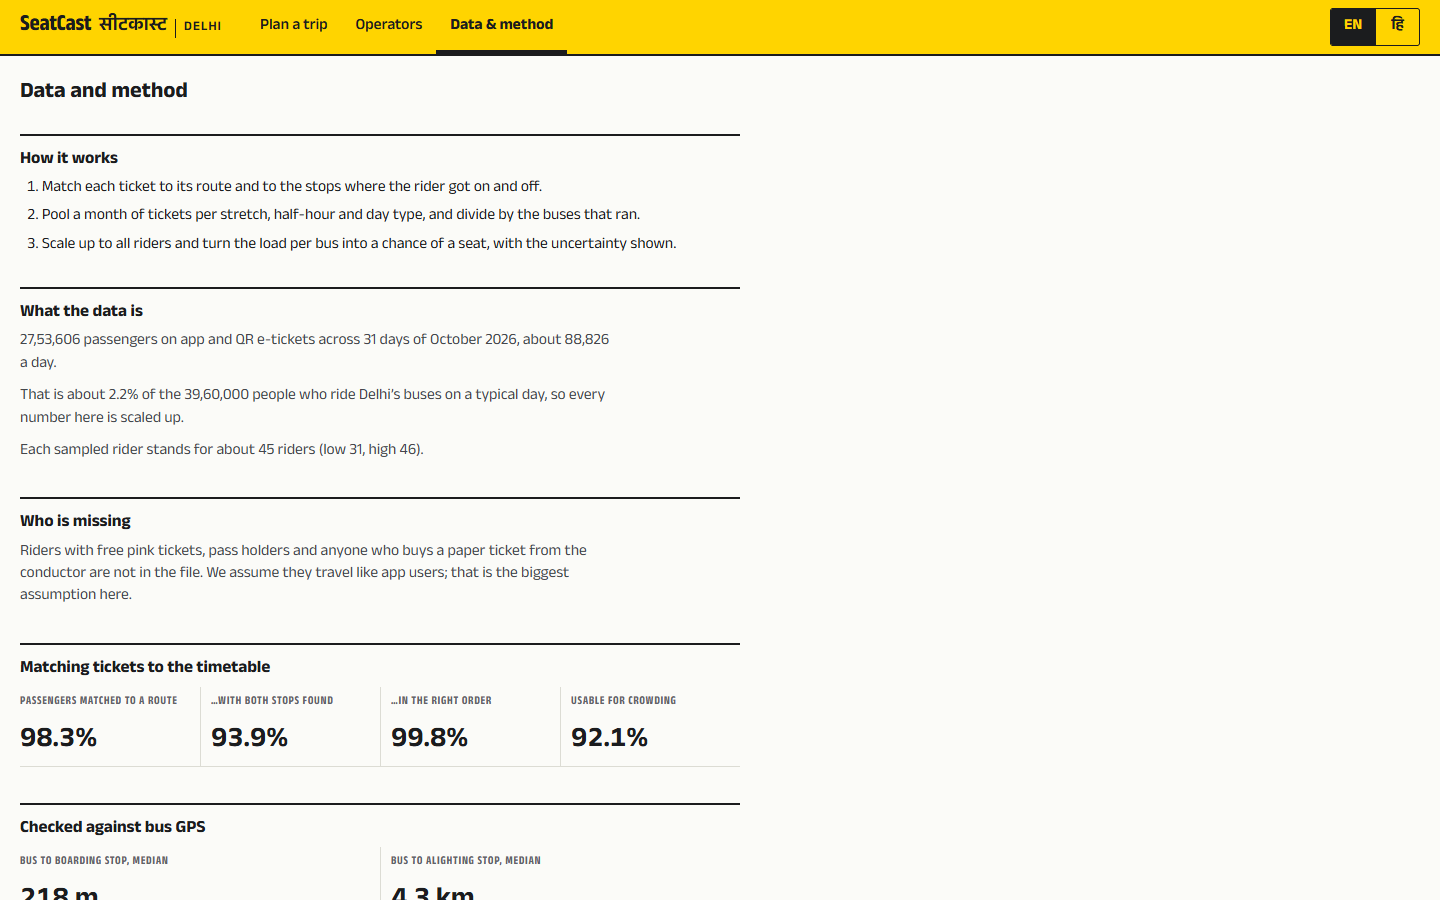 SeatCast सीटकास्ट DELHI Plan a trip Operators Data & method EN हि
Data and method
How it works
1. Match each ticket to its route and to the stops where the rider got on and off.
2. Pool a month of tickets per stretch, half-hour and day type, and divide by the buses that ran.
3. Scale up to all riders and turn the load per bus into a chance of a seat, with the uncertainty shown.
What the data is
27,53,606 passengers on app and QR e-tickets across 31 days of October 2026, about 88,826
a day.
That is about 2.2% of the 39,60,000 people who ride Delhi's buses on a typical day, so every
number here is scaled up.
Each sampled rider stands for about 45 riders (low 31, high 46).
Who is missing
Riders with free pink tickets, pass holders and anyone who buys a paper ticket from the
conductor are not in the file. We assume they travel like app users; that is the biggest
assumption here.
Matching tickets to the timetable
PASSENGERS MATCHED TO A ROUTE …WITH BOTH STOPS FOUND …IN THE RIGHT ORDER USABLE FOR CROWDING
98.3% 93.9% 99.8% 92.1%
Checked against bus GPS
BUS TO BOARDING STOP, MEDIAN BUS TO ALIGHTING STOP, MEDIAN
218 m 4.3 km